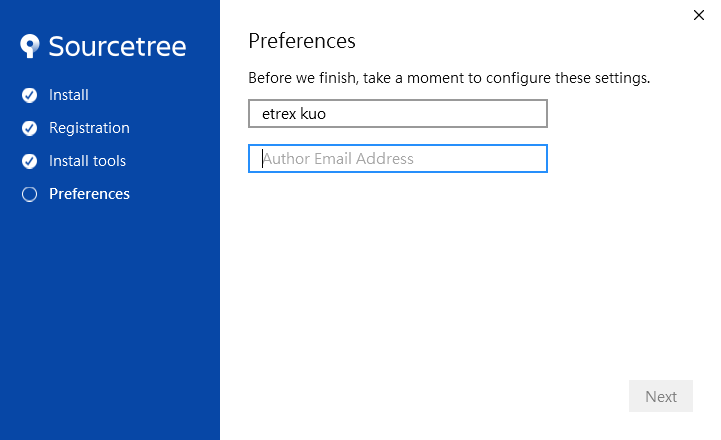 Sourcetree
Install
Registration
Install tools
Preferences
Preferences
Before we finish, take a moment to configure these settings.
etrex kuo
Author Email Address
Next